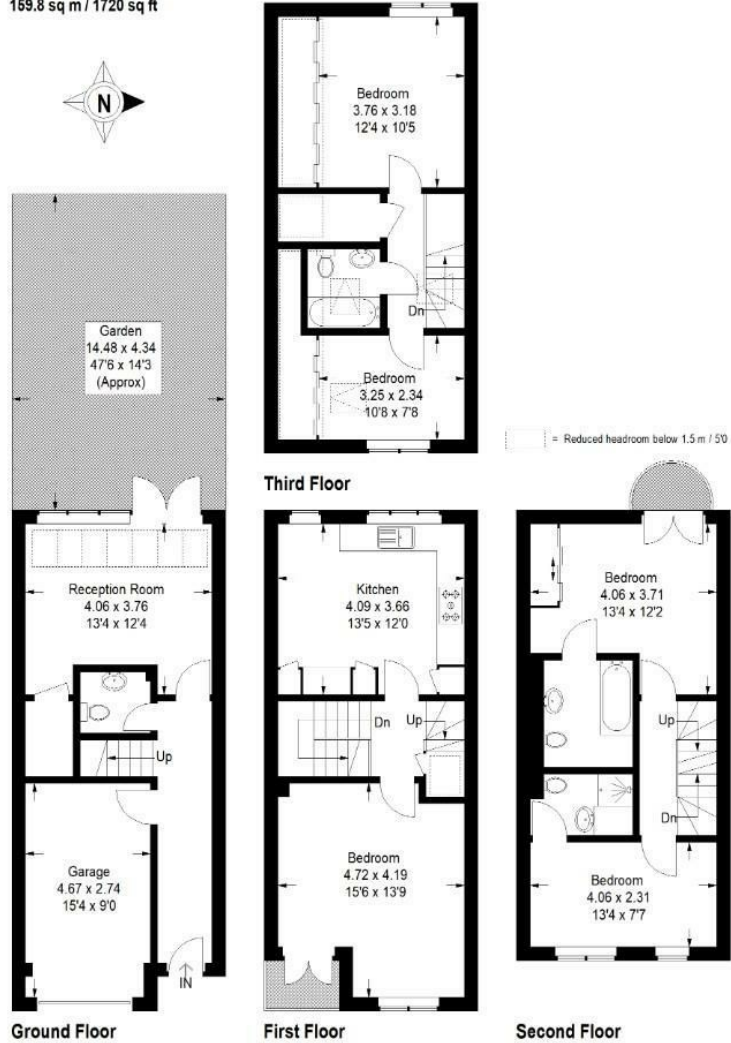 159.8 sq m / 1720 sq ft
N
Bedroom
3.76 x 3.18
12'4 x 10'5
Dn
Bedroom
3.25 x 2.34
10'8 x 7'8
Third Floor
Garden
14.48 x 4.34
47'6 x 14'3
(Approx)
= Reduced headroom below 1.5 m / 5'0
Reception Room
4.06 x 3.76
13'4 x 12'4
Up
Garage
4.67 x 2.74
15'4 x 9'0
IN
Ground Floor
Kitchen
4.09 x 3.66
13'5 x 12'0
Dn
Up
Bedroom
4.72 x 4.19
15'6 x 13'9
First Floor
Bedroom
4.06 x 3.71
13'4 x 12'2
Up
Dn
Bedroom
4.06 x 2.31
13'4 x 7'7
Second Floor